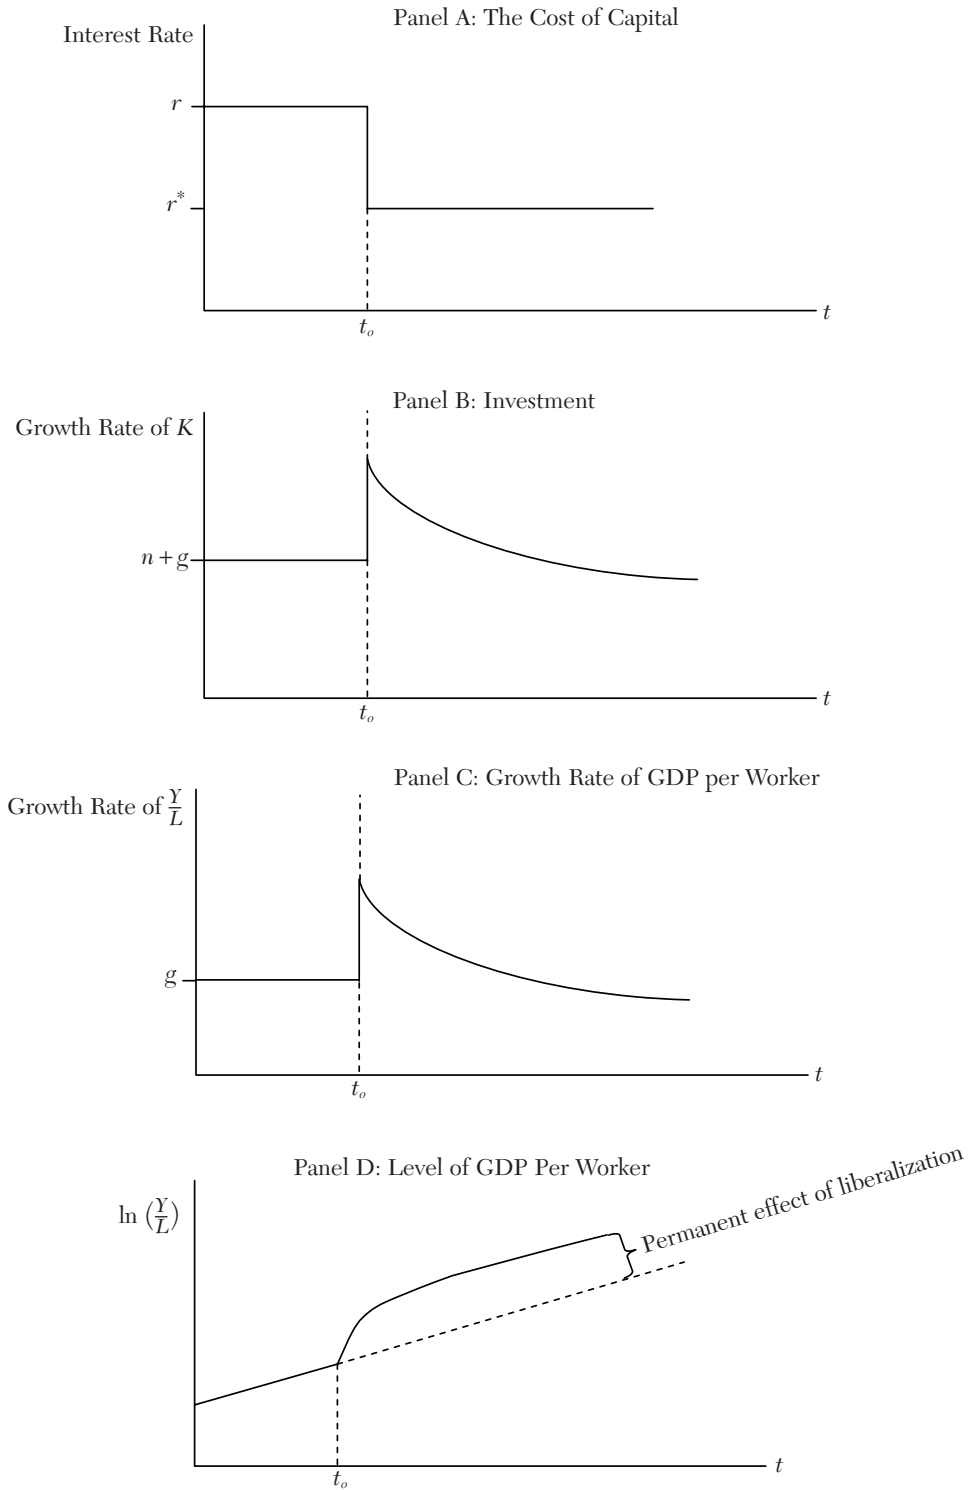 Panel A: The Cost of Capital
Interest Rate
r
r*
t
tₒ
Panel B: Investment
Growth Rate of K
n + g
t
tₒ
Panel C: Growth Rate of GDP per Worker
Growth Rate of Y/L
g
t
tₒ
Panel D: Level of GDP Per Worker
ln (Y/L)
Permanent effect of liberalization
t
tₒ